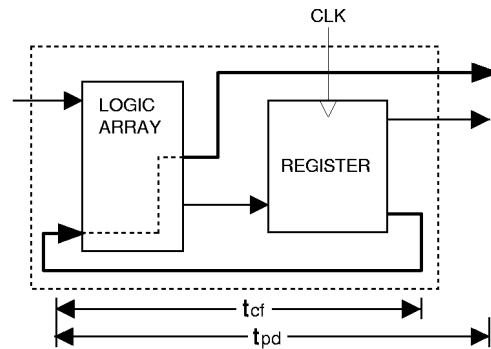 CLK
LOGIC
ARRAY
REGISTER
tcf
tpd